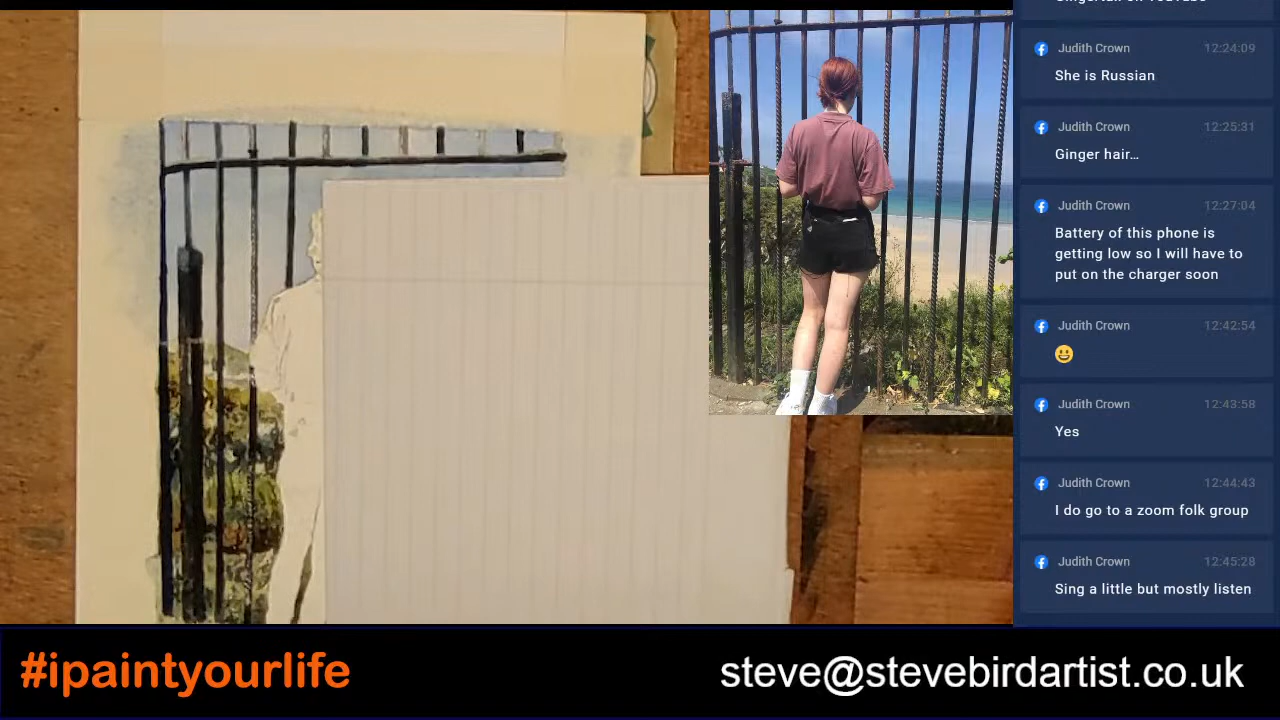 Judith Crown 12:24:09
She is Russian
Judith Crown 12:25:31
Ginger hair…
Judith Crown 12:27:04
Battery of this phone is
getting low so I will have to
put on the charger soon
Judith Crown 12:42:54
Judith Crown 12:43:58
Yes
Judith Crown 12:44:43
I do go to a zoom folk group
Judith Crown 12:45:28
Sing a little but mostly listen
#ipaintyourlife
steve@stevebirdartist.co.uk